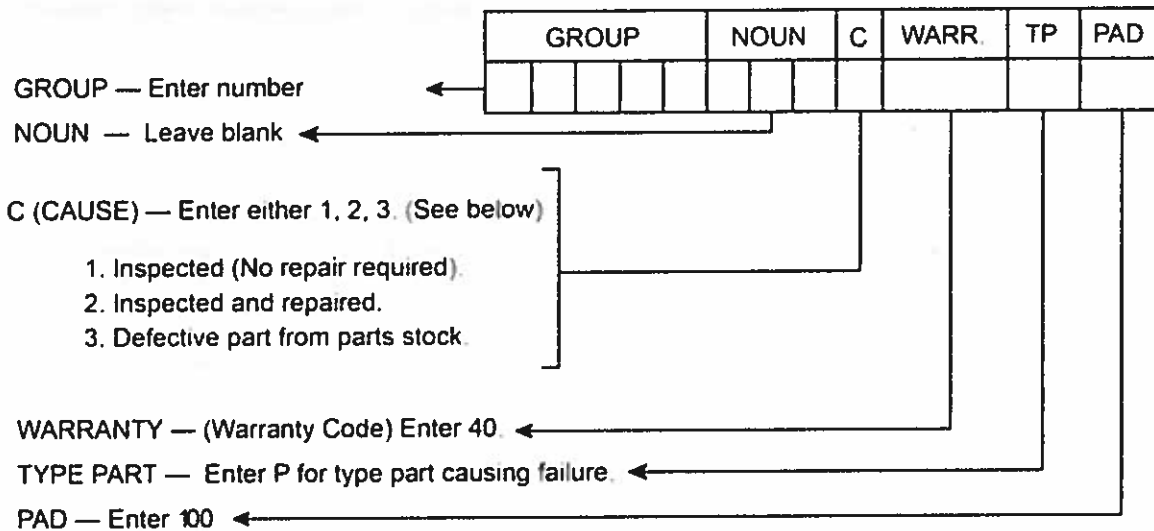 GROUP NOUN C WARR. TP PAD
GROUP — Enter number
NOUN — Leave blank
C (CAUSE) — Enter either 1, 2, 3. (See below)
1. Inspected (No repair required).
2. Inspected and repaired.
3. Defective part from parts stock.
WARRANTY — (Warranty Code) Enter 40.
TYPE PART — Enter P for type part causing failure.
PAD — Enter 100